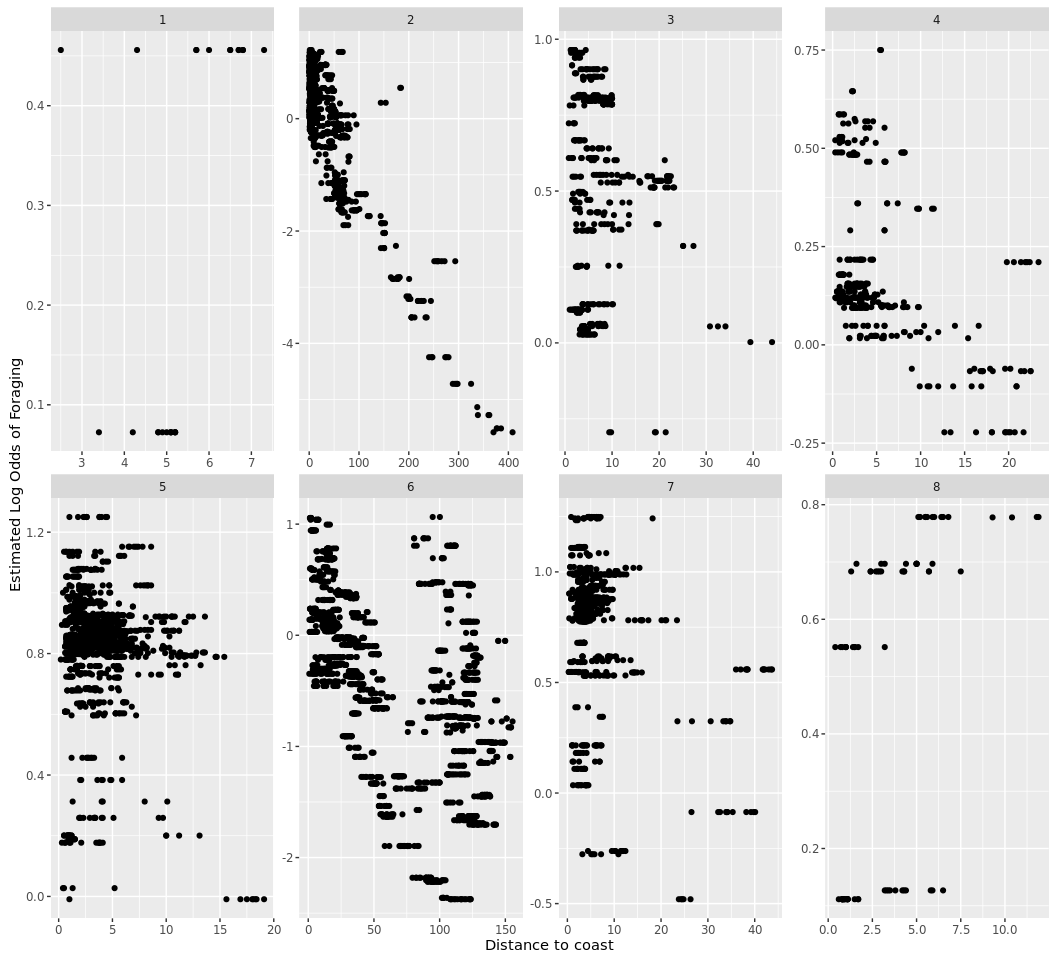 1 2 3 4
0.4 0.3 0.2 0.1
0 -2 -4
1.0 0.5 0.0
0.75 0.50 0.25 0.00 -0.25
3 4 5 6 7
0 100 200 300 400
0 10 20 30 40
0 5 10 15 20
5 6 7 8
1.2 0.8 0.4 0.0
1 0 -1 -2
1.0 0.5 0.0 -0.5
0.8 0.6 0.4 0.2
0 5 10 15 20
0 50 100 150
0 10 20 30 40
0.0 2.5 5.0 7.5 10.0
Estimated Log Odds of Foraging
Distance to coast